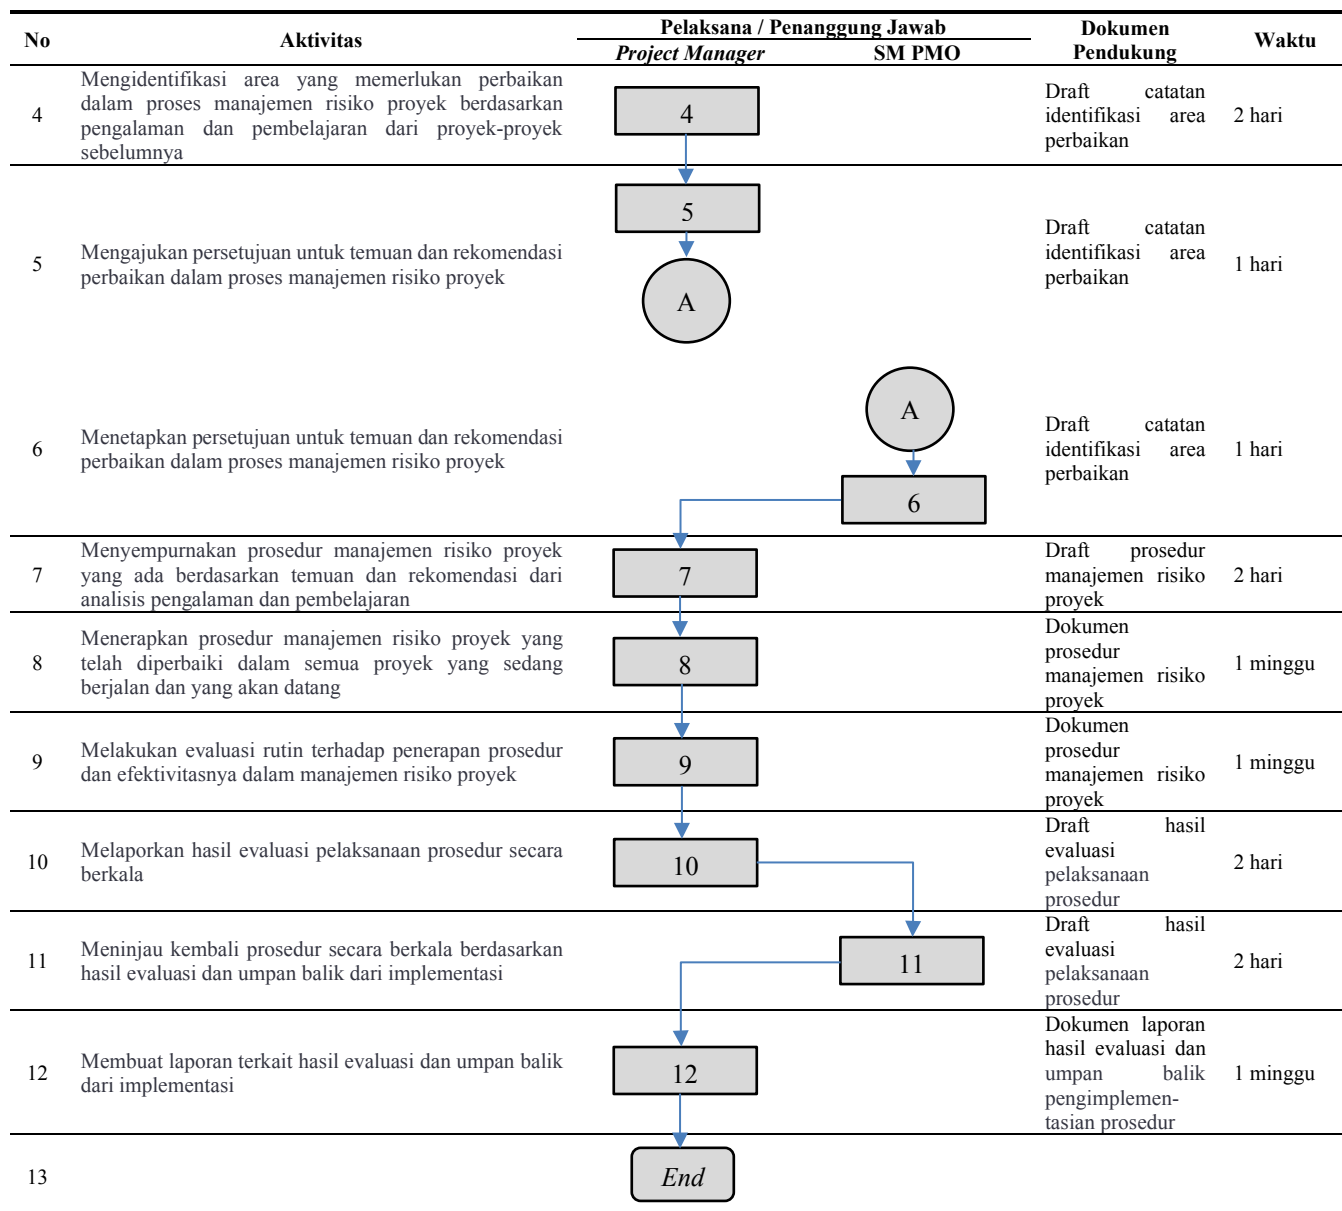 No Aktivitas Pelaksana / Penanggung Jawab Dokumen Pendukung Waktu
Project Manager SM PMO
4
Mengidentifikasi area yang memerlukan perbaikan
dalam proses manajemen risiko proyek berdasarkan
pengalaman dan pembelajaran dari proyek-proyek
sebelumnya
4
Draft catatan
identifikasi area
perbaikan
2 hari
5
Mengajukan persetujuan untuk temuan dan rekomendasi
perbaikan dalam proses manajemen risiko proyek
5
A
Draft catatan
identifikasi area
perbaikan
1 hari
6
Menetapkan persetujuan untuk temuan dan rekomendasi
perbaikan dalam proses manajemen risiko proyek
A
6
Draft catatan
identifikasi area
perbaikan
1 hari
7
Menyempurnakan prosedur manajemen risiko proyek
yang ada berdasarkan temuan dan rekomendasi dari
analisis pengalaman dan pembelajaran
7
Draft prosedur
manajemen risiko
proyek
2 hari
8
Menerapkan prosedur manajemen risiko proyek yang
telah diperbaiki dalam semua proyek yang sedang
berjalan dan yang akan datang
8
Dokumen
prosedur
manajemen risiko
proyek
1 minggu
9
Melakukan evaluasi rutin terhadap penerapan prosedur
dan efektivitasnya dalam manajemen risiko proyek
9
Dokumen
prosedur
manajemen risiko
proyek
1 minggu
10
Melaporkan hasil evaluasi pelaksanaan prosedur secara
berkala
10
Draft hasil
evaluasi
pelaksanaan
prosedur
2 hari
11
Meninjau kembali prosedur secara berkala berdasarkan
hasil evaluasi dan umpan balik dari implementasi
11
Draft hasil
evaluasi
pelaksanaan
prosedur
2 hari
12
Membuat laporan terkait hasil evaluasi dan umpan balik
dari implementasi
12
Dokumen laporan
hasil evaluasi dan
umpan balik
pengimplemen-
tasian prosedur
1 minggu
13
End